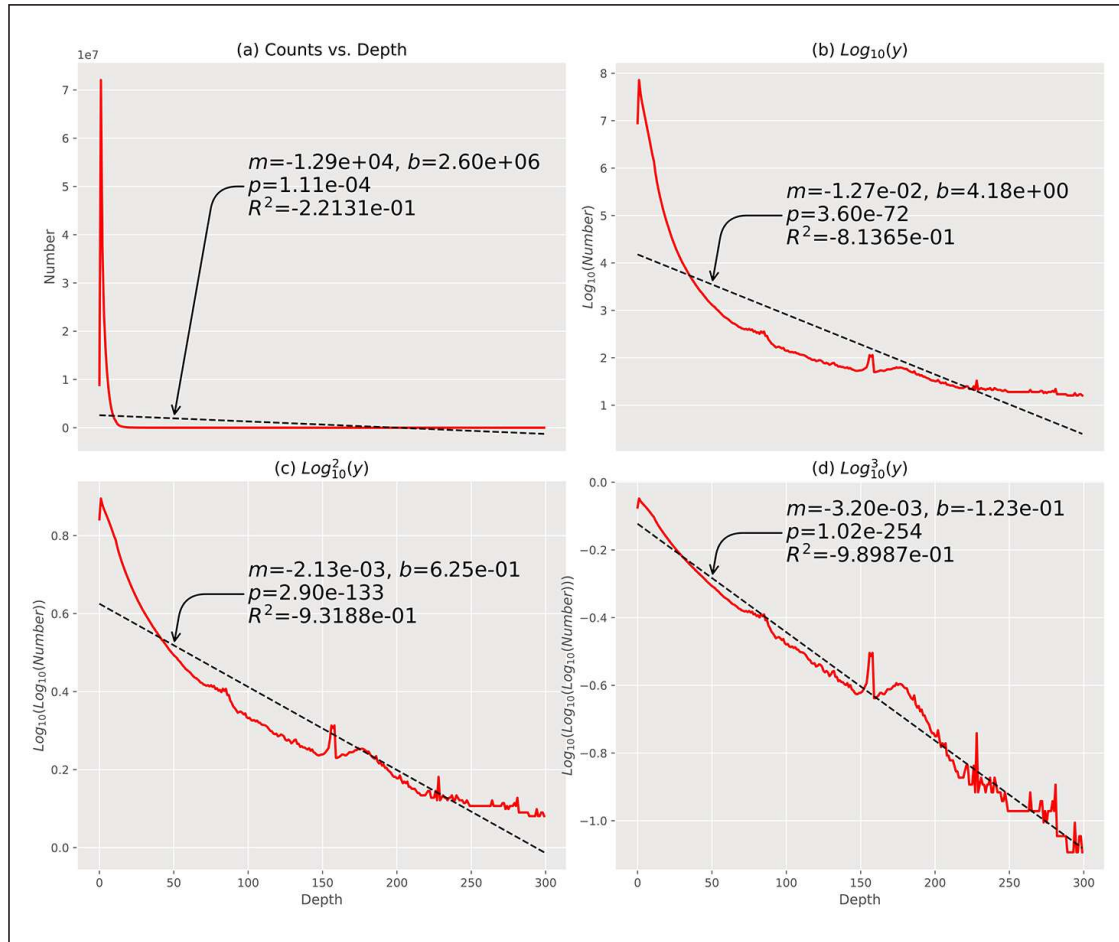 (a) Counts vs. Depth
1e7
7
6
5
4
3
2
1
0
Number
m=-1.29e+04, b=2.60e+06
p=1.11e-04
R²=-2.2131e-01
(b) Log₁₀(y)
8
7
6
5
4
3
2
1
Log₁₀(Number)
m=-1.27e-02, b=4.18e+00
p=3.60e-72
R²=-8.1365e-01
(c) Log²₁₀(y)
0.8
0.6
0.4
0.2
0.0
Log₁₀(Log₁₀(Number))
m=-2.13e-03, b=6.25e-01
p=2.90e-133
R²=-9.3188e-01
0 50 100 150 200 250 300
Depth
(d) Log³₁₀(y)
0.0
−0.2
−0.4
−0.6
−0.8
−1.0
Log₁₀(Log₁₀(Log₁₀(Number)))
m=-3.20e-03, b=-1.23e-01
p=1.02e-254
R²=-9.8987e-01
0 50 100 150 200 250 300
Depth